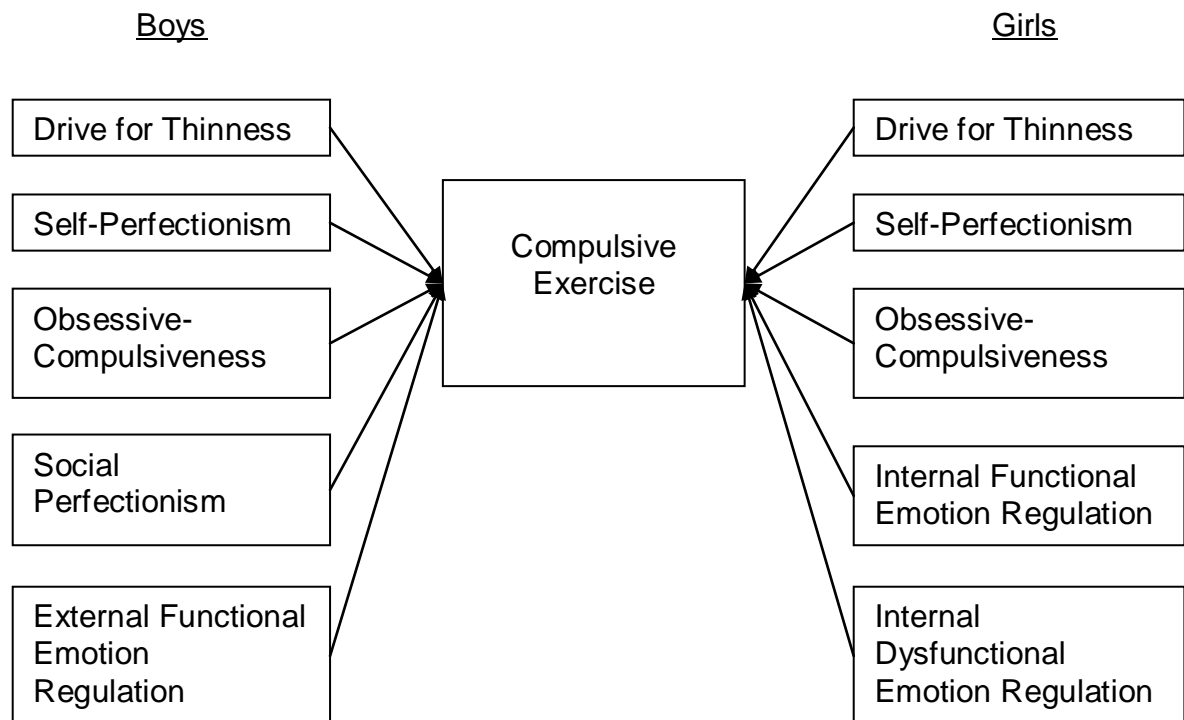 Boys
Drive for Thinness
Self-Perfectionism
Obsessive-
Compulsiveness
Social
Perfectionism
External Functional
Emotion
Regulation
Compulsive
Exercise
Girls
Drive for Thinness
Self-Perfectionism
Obsessive-
Compulsiveness
Internal Functional
Emotion Regulation
Internal
Dysfunctional
Emotion Regulation